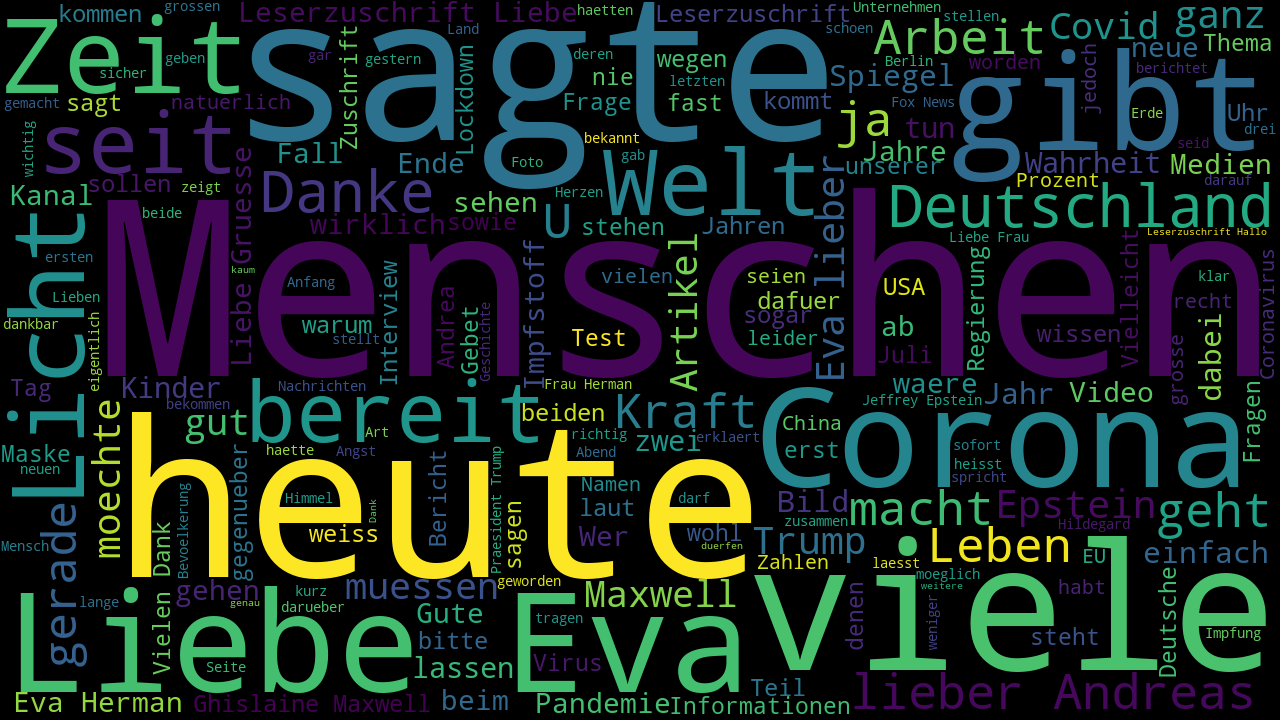 kommen
grossen
Leserzuschrift Liebe
haetten
Leserzuschrift
Unternehmen
stellen
ganz
Zeit
sagte
Land
schoen
Arbeit
Covid
gar
gestern
deren
wegen
Berlin
neue
Thema
sicher
geben
Lockdown
nie
letzten
Spiegel
worden
berichtet
gemacht
sagt
natuerlich
Zuschrift
Frage
fast
kommt
Fox News
jedoch
gibt
Uhr
Erde
drei
seit
wichtig
bekannt
ja
tun
seid
Fall
Ende
Foto
gab
Welt
Jahre
unserer
Wahrheit
Medien
Kanal
sollen
zeigt
Danke
sehen
Herzen
Prozent
darauf
Deutschland
beide
wirklich
sowie
U
stehen
Jahren
Eva lieber
Liebe Frau
Leserzuschrift Hallo
Licht
ersten
Liebe Gruesse
kaum
Menschen
Lieben
Anfang
Interview
vielen
Artikel
seien
USA
Regierung
Vielleicht
klar
Coronavirus
dankbar
eigentlich
warum
stellt
Andrea
Gebet
Geschichte
Impfstoff
Test
dafuer
sogar
leider
ab
Juli
wissen
recht
grosse
dabei
Tag
Kinder
Nachrichten
Frau Herman
waere
Jeffrey Epstein
Jahr
Video
bekommen
bereit
beiden
Kraft
Corona
Fragen
moechte
gut
Art
richtig
zwei
erklaert
China
erst
sofort
Maske
neuen
haette
Angst
Abend
heisst
spricht
gerade
heute
gegenueber
Himmel
Bericht
Praesident Trump
Namen
darf
Bild
macht
Epstein
geht
Bevoelkerung
Dank
laut
zusammen
Hildegard
Mensch
Vielen Dank
weiss
sagen
Wer
wohl
duerfen
Trump
Leben
EU
einfach
Zahlen
laesst
gehen
kurz
muessen
geworden
Maxwell
viele
moeglich
weitere
habt
lange
genau
darueber
Liebe Eva
Gute
tragen
denen
weniger
Deutsche
Impfung
bitte
steht
Seite
lassen
Virus
Teil
Eva Herman
Ghislaine Maxwell
beim
Pandemie
Informationen
lieber Andreas